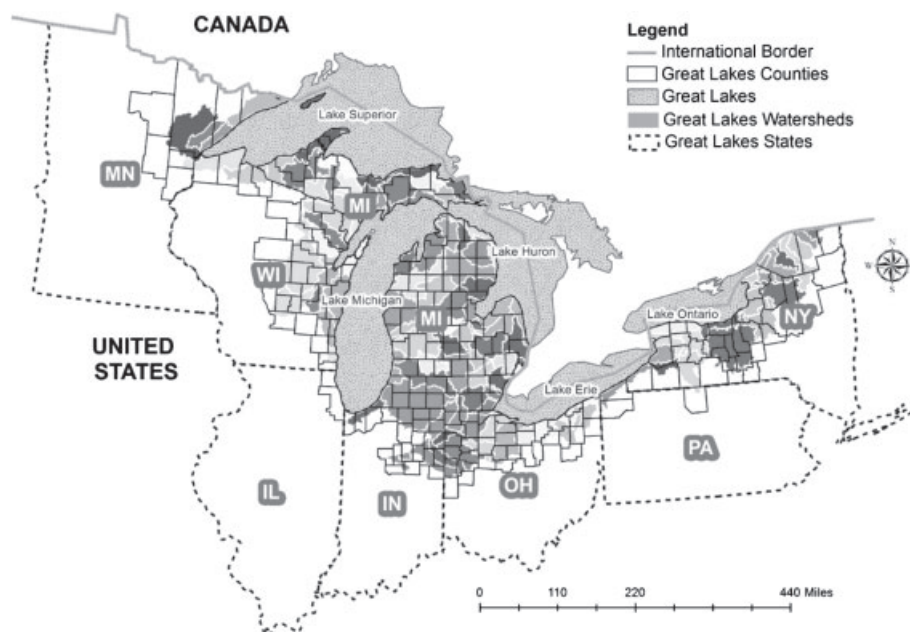 CANADA
Legend
International Border
Great Lakes Counties
Great Lakes
Great Lakes Watersheds
Great Lakes States
Lake Superior
MN
MI
Lake Huron
WI
Lake Michigan
MI
Lake Ontario
NY
UNITED
STATES
Lake Erie
PA
IL
IN
OH
0 110 220 440 Miles
N
W E
S